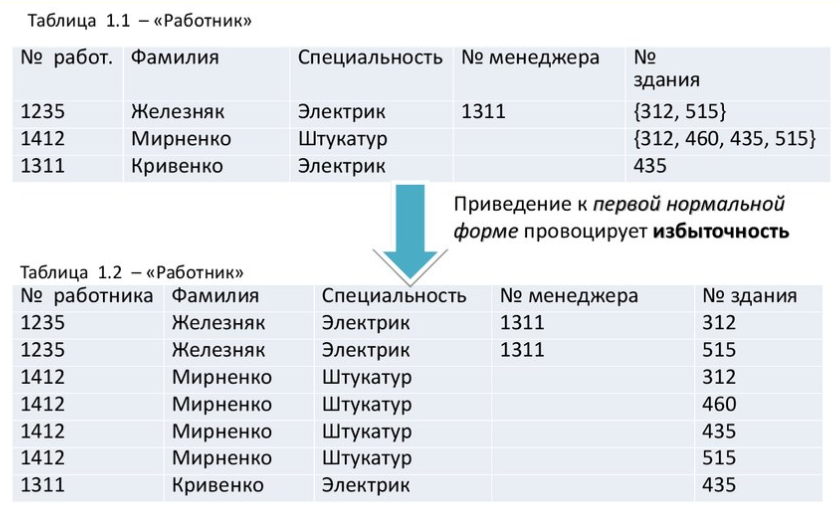 Таблица 1.1 – «Работник»
№ работ. Фамилия Специальность № менеджера №
здания
1235 Железняк Электрик 1311 {312, 515}
1412 Мирненко Штукатур {312, 460, 435, 515}
1311 Кривенко Электрик 435
Приведение к первой нормальной
форме провоцирует избыточность
Таблица 1.2 – «Работник»
№ работника Фамилия Специальность № менеджера № здания
1235 Железняк Электрик 1311 312
1235 Железняк Электрик 1311 515
1412 Мирненко Штукатур 312
1412 Мирненко Штукатур 460
1412 Мирненко Штукатур 435
1412 Мирненко Штукатур 515
1311 Кривенко Электрик 435